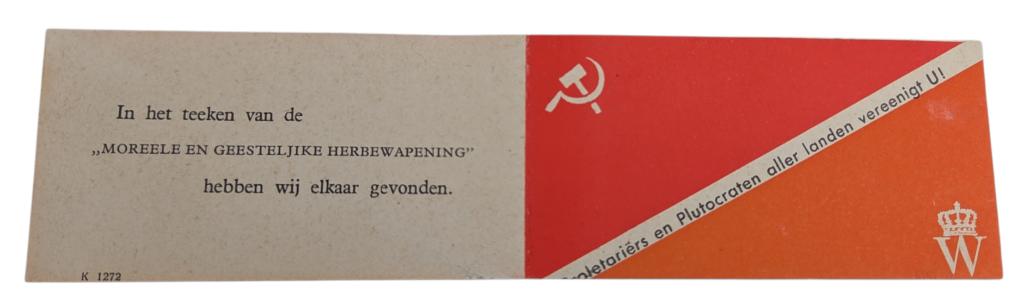 In het teeken van de
„MOREELE EN GEESTELJIKE HERBEWAPENING”
hebben wij elkaar gevonden.
K 1272
Proletariërs en Plutocraten aller landen vereenigt U!
W